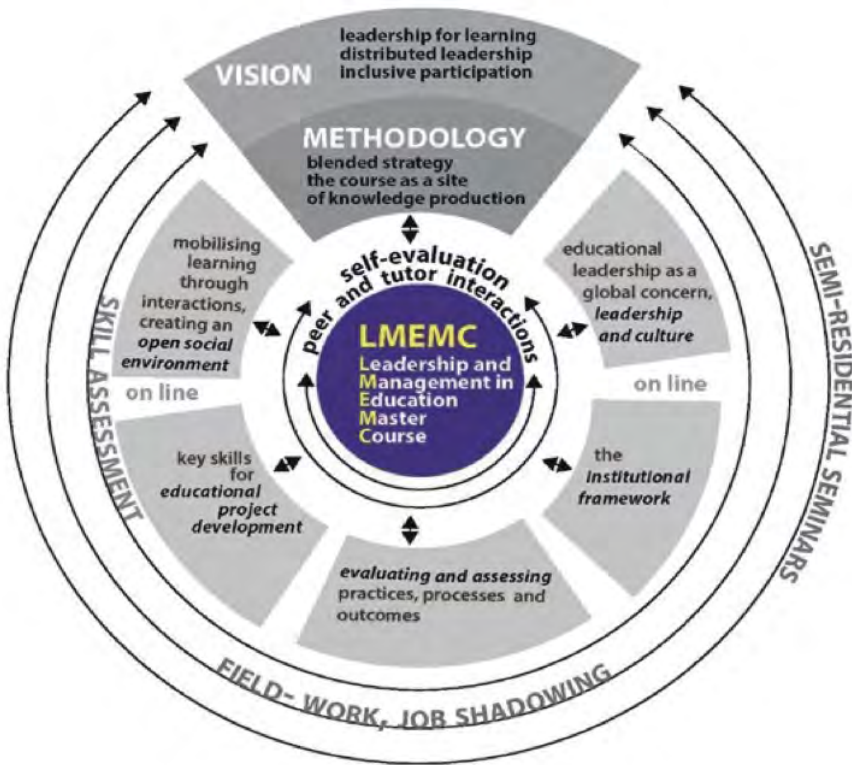 leadership for learning
distributed leadership
inclusive participation
VISION
METHODOLOGY
blended strategy
the course as a site
of knowledge production
self-evaluation
peer and tutor interactions
LMEMC
Leadership and
Management in
Education
Master
Course
mobilising
learning
through
interactions,
creating an
open social
environment
educational
leadership as a
global concern,
leadership
and culture
on line
on line
key skills
for
educational
project
development
the
institutional
framework
evaluating and assessing
practices, processes and
outcomes
SKILL ASSESSMENT
FIELD- WORK, JOB SHADOWING
SEMI-RESIDENTIAL SEMINARS